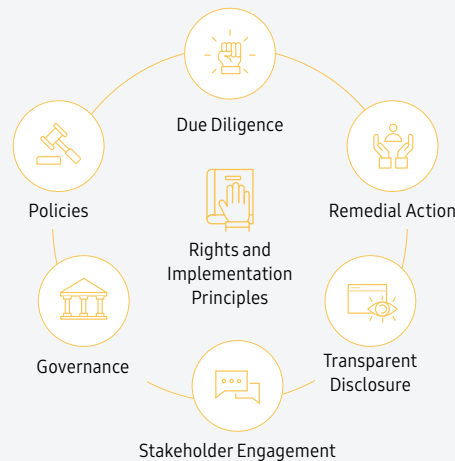 Due Diligence
Policies
Remedial Action
Rights and
Implementation
Principles
Governance
Transparent
Disclosure
Stakeholder Engagement